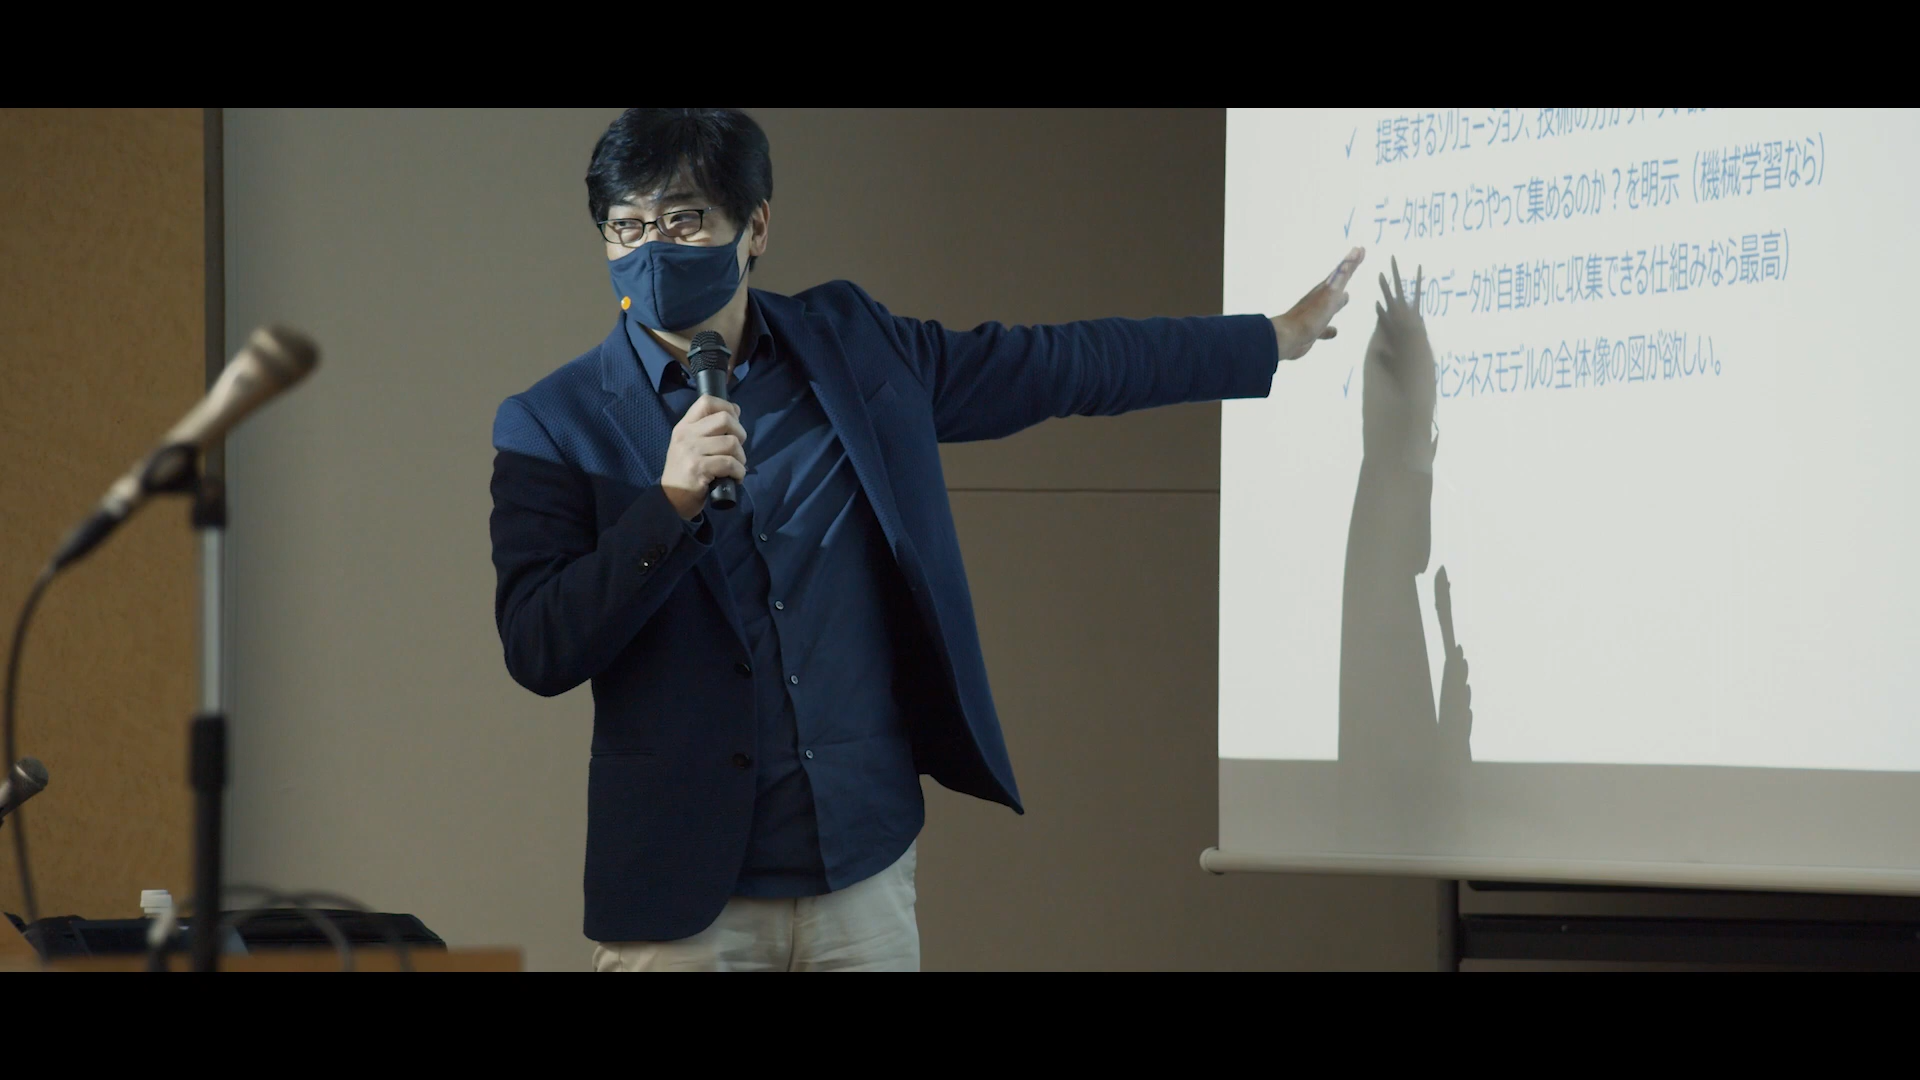 ✓ 提案するソリューション、技術の
✓ データは何？どうやって集めるのか？を明示（機械学習なら）
のデータが自動的に収集できる仕組みなら最高）
✓ ビジネスモデルの全体像の図が欲しい。